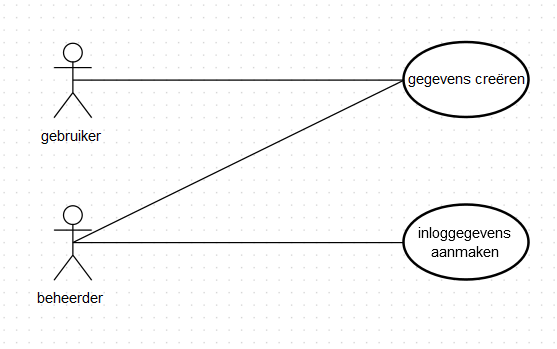 gegevens creëren
gebruiker
inloggegevens
aanmaken
beheerder